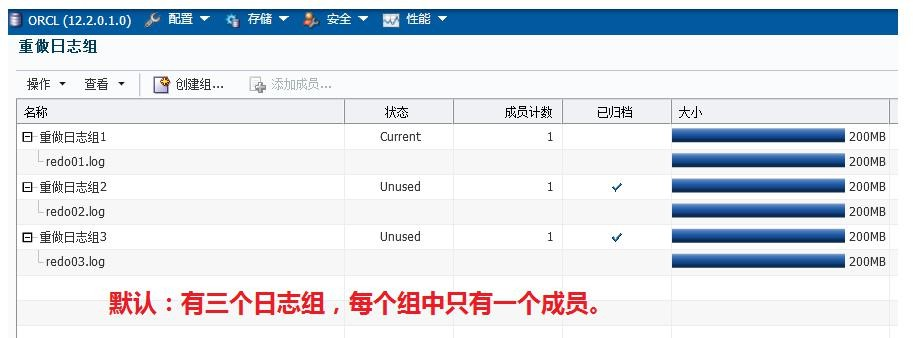 ORCL (12.2.0.1.0) 配置 存储 安全 性能
重做日志组
操作 查看 创建组... 添加成员...
名称 状态 成员计数 已归档 大小
重做日志组1 Current 1 200MB
redo01.log 200MB
重做日志组2 Unused 1 200MB
redo02.log 200MB
重做日志组3 Unused 1 200MB
redo03.log 200MB
默认：有三个日志组，每个组中只有一个成员。